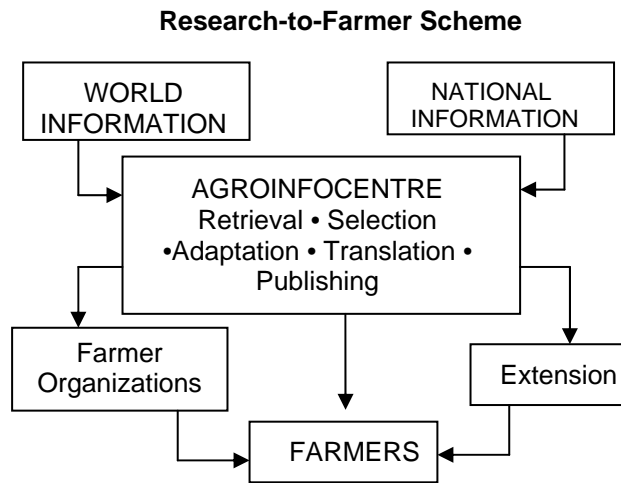 Research-to-Farmer Scheme
WORLD
INFORMATION
NATIONAL
INFORMATION
AGROINFOCENTRE
Retrieval • Selection
•Adaptation • Translation •
Publishing
Farmer
Organizations
Extension
FARMERS